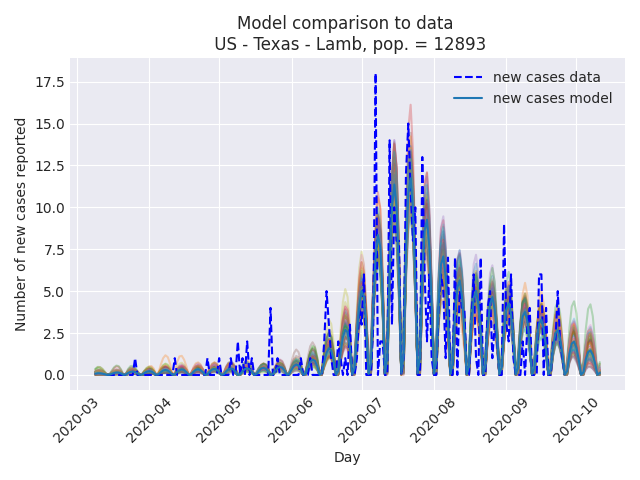 Model comparison to data
US - Texas - Lamb, pop. = 12893
new cases data
new cases model
Number of new cases reported
17.5
15.0
12.5
10.0
7.5
5.0
2.5
0.0
2020-03
2020-04
2020-05
2020-06
2020-07
2020-08
2020-09
2020-10
Day